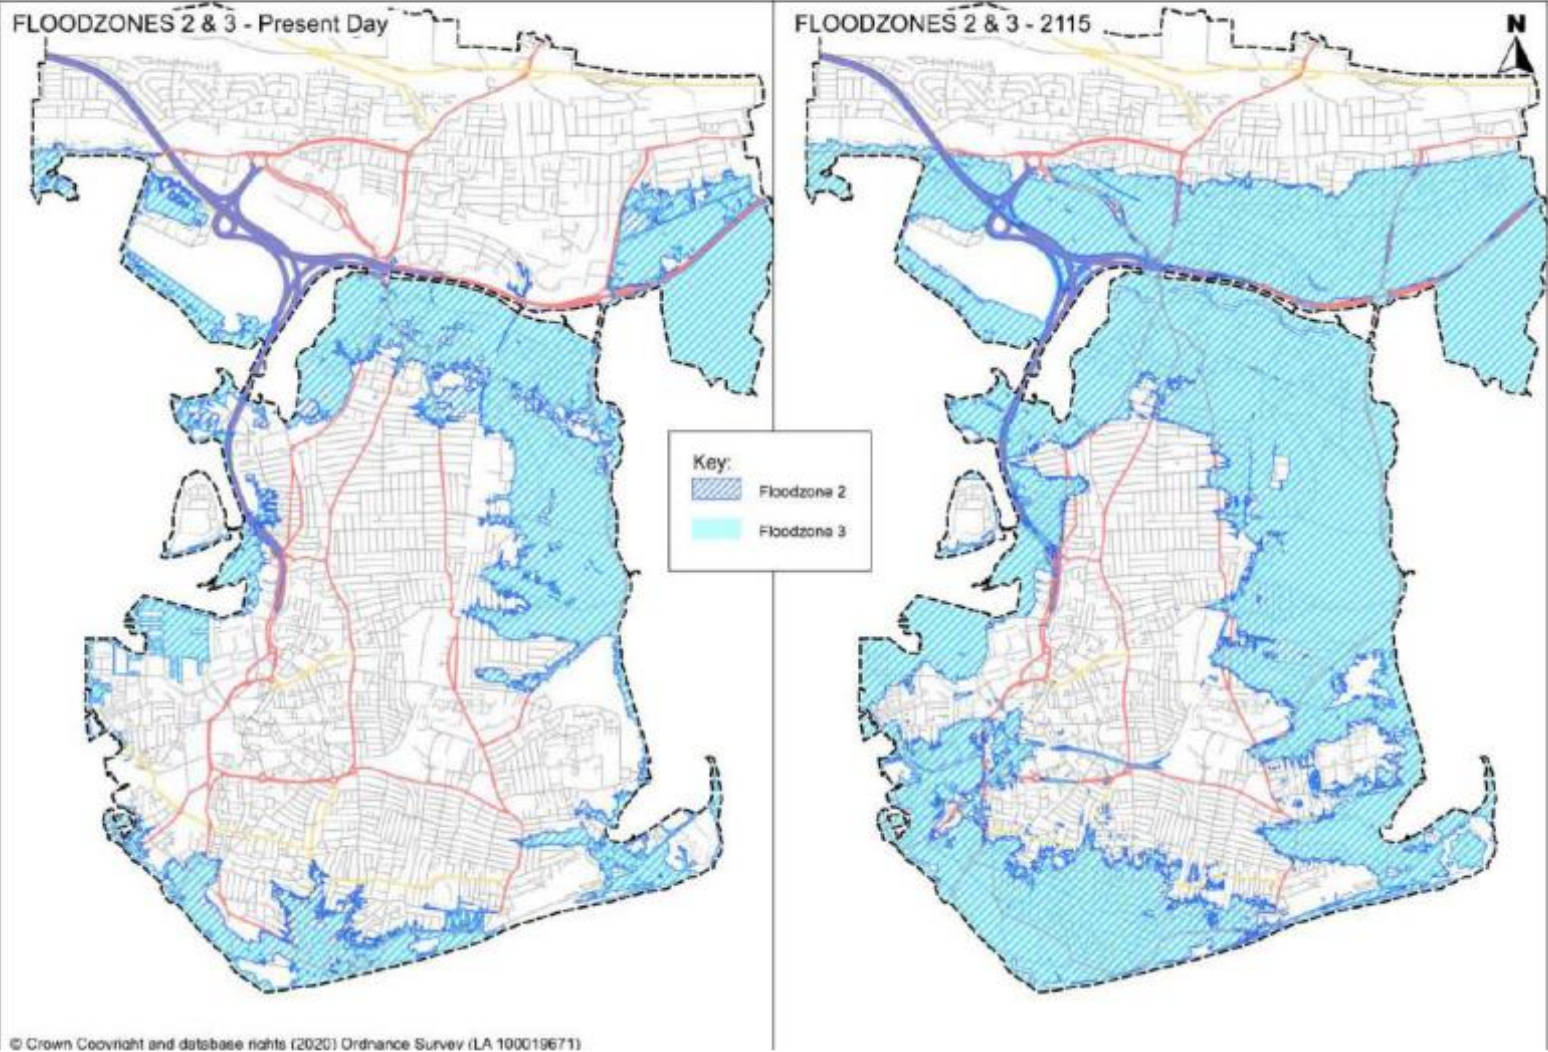 FLOODZONES 2 & 3 - Present Day
FLOODZONES 2 & 3 - 2115
N
Key:
Floodzone 2
Floodzone 3
© Crown Copyright and database rights (2020) Ordnance Survey (LA 100019671)